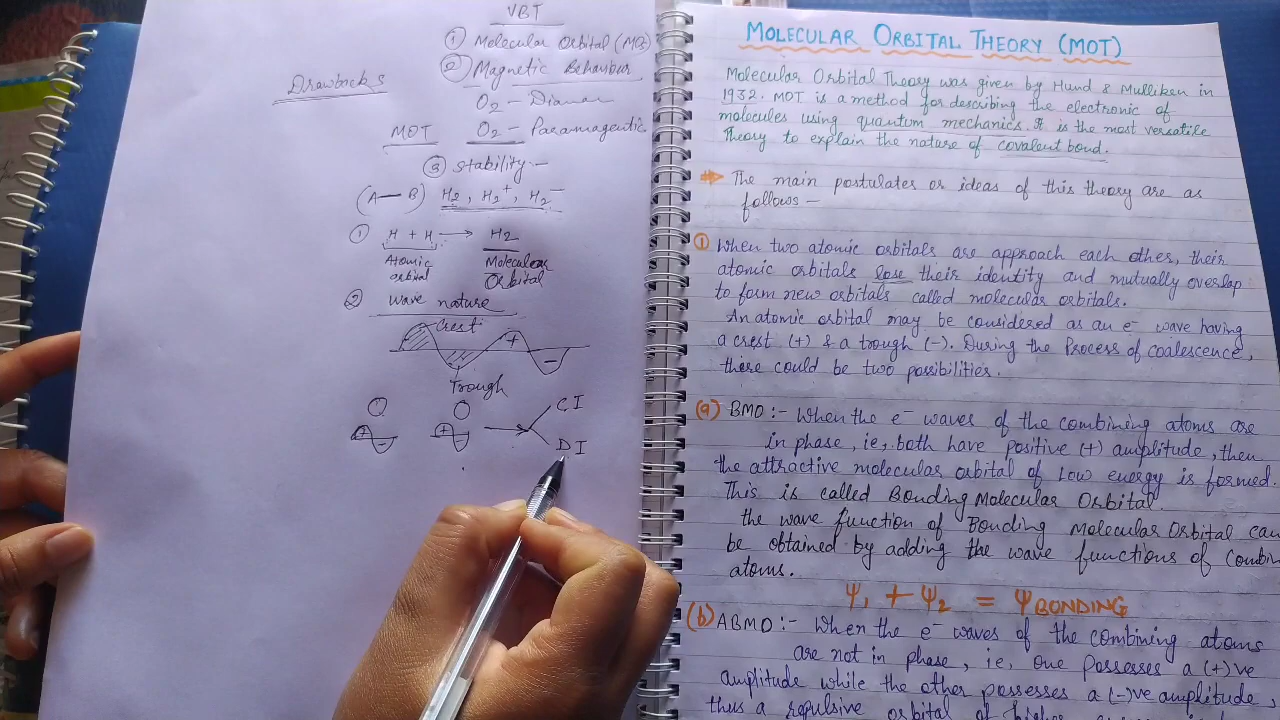 VBT
① Molecular Orbital (MO)
② Magnetic Behaviour
Drawbacks
O2 - Diamag
MOT O2 - Paramagentic
③ stability:-
(A — B) H2, H2+, H2-
① H + H → H2
Atomic orbital
Molecular Orbital
② wave nature
Crest
+
-
Trough
+ + CI
DI
MOLECULAR ORBITAL THEORY (MOT)
Molecular Orbital Theory was given by Hund & Mulliken in
1932. MOT is a method for describing the electronic of
molecules using quantum mechanics. It is the most versatile
Theory to explain the nature of covalent bond.
⇒ The main postulates or ideas of this theory are as
follows -
① When two atomic orbitals are approach each other, their
atomic orbitals lose their identity and mutually overlap
to form new orbitals called molecular orbitals.
An atomic orbital may be considered as an e- wave having
a crest (+) & a trough (-). During the Process of coalescence,
there could be two possibilities.
(a) BMO :- When the e- waves of the combining atoms are
in phase, ie, both have positive (+) amplitude, then
the attractive molecular orbital of Low energy is formed.
This is called Bonding Molecular Orbital.
the wave function of Bonding Molecular Orbital can
be obtained by adding the wave functions of combin
atoms.
Ψ1 + Ψ2 = Ψ BONDING
(b) ABMO :- When the e- waves of the combining atoms
are not in phase, ie, one Possesses a (+)ve
amplitude while the other possesses a (-)ve amplitude,
thus a repulsive orbital of higher